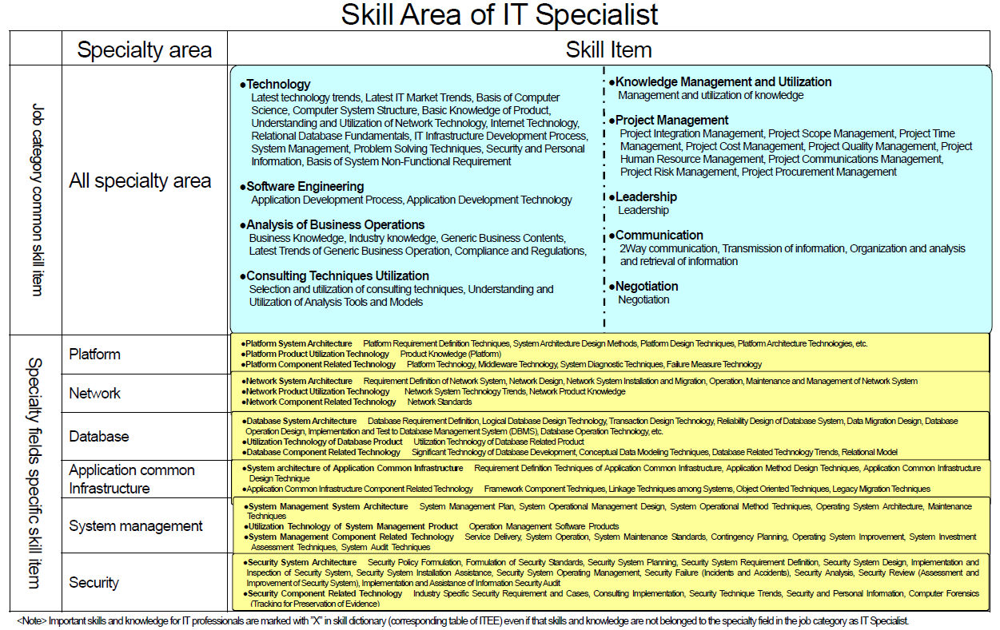 Skill Area of IT Specialist
Specialty area
Skill Item
Job category common skill item
All specialty area
●Technology
Latest technology trends, Latest IT Market Trends, Basis of Computer
Science, Computer System Structure, Basic Knowledge of Product,
Understanding and Utilization of Network Technology, Internet Technology,
Relational Database Fundamentals, IT Infrastructure Development Process,
System Management, Problem Solving Techniques, Security and Personal
Information, Basis of System Non-Functional Requirement
●Software Engineering
Application Development Process, Application Development Technology
●Analysis of Business Operations
Business Knowledge, Industry knowledge, Generic Business Contents,
Latest Trends of Generic Business Operation, Compliance and Regulations,
●Consulting Techniques Utilization
Selection and utilization of consulting techniques, Understanding and
Utilization of Analysis Tools and Models
●Knowledge Management and Utilization
Management and utilization of knowledge
●Project Management
Project Integration Management, Project Scope Management, Project Time
Management, Project Cost Management, Project Quality Management, Project
Human Resource Management, Project Communications Management,
Project Risk Management, Project Procurement Management
●Leadership
Leadership
●Communication
2Way communication, Transmission of information, Organization and analysis
and retrieval of information
●Negotiation
Negotiation
Specialty fields specific skill item
Platform
●Platform System Architecture Platform Requirement Definition Techniques, System Architecture Design Methods, Platform Design Techniques, Platform Architecture Technologies, etc.
●Platform Product Utilization Technology Product Knowledge (Platform)
●Platform Component Related Technology Platform Technology, Middleware Technology, System Diagnostic Techniques, Failure Measure Technology
Network
●Network System Architecture Requirement Definition of Network System, Network Design, Network System Installation and Migration, Operation, Maintenance and Management of Network System
●Network Product Utilization Technology Network System Technology Trends, Network Product Knowledge
●Network Component Related Technology Network Standards
Database
●Database System Architecture Database Requirement Definition, Logical Database Design Technology, Transaction Design Technology, Reliability Design of Database System, Data Migration Design, Database
Operation Design, Implementation and Test to Database Management System (DBMS), Database Operation Technology, etc.
●Utilization Technology of Database Product Utilization Technology of Database Related Product
●Database Component Related Technology Significant Technology of Database Development, Conceptual Data Modeling Techniques, Database Related Technology Trends, Relational Model
Application common
Infrastructure
●System architecture of Application Common Infrastructure Requirement Definition Techniques of Application Common Infrastructure, Application Method Design Techniques, Application Common Infrastructure
Design Technique
●Application Common Infrastructure Component Related Technology Framework Component Techniques, Linkage Techniques among Systems, Object Oriented Techniques, Legacy Migration Techniques
System management
●System Management System Architecture System Management Plan, System Operational Management Design, System Operational Method Techniques, Operating System Architecture, Maintenance
Techniques
●Utilization Technology of System Management Product Operation Management Software Products
●System Management Component Related Technology Service Delivery, System Operation, System Maintenance Standards, Contingency Planning, Operating System Improvement, System Investment
Assessment Techniques, System Audit Techniques
Security
●Security System Architecture Security Policy Formulation, Formulation of Security Standards, Security System Planning, Security System Requirement Definition, Security System Design, Implementation and
Inspection of Security System, Security System Installation Assistance, Security System Operating Management, Security Failure (Incidents and Accidents), Security Analysis, Security Review (Assessment and
Improvement of Security System), Implementation and Assistance of Information Security Audit
●Security Component Related Technology Industry Specific Security Requirement and Cases, Consulting Implementation, Security Technique Trends, Security and Personal Information, Computer Forensics
(Tracking for Preservation of Evidence)
<Note> Important skills and knowledge for IT professionals are marked with "X" in skill dictionary (corresponding table of ITEE) even if that skills and knowledge are not belonged to the specialty field in the job category as IT Specialist.